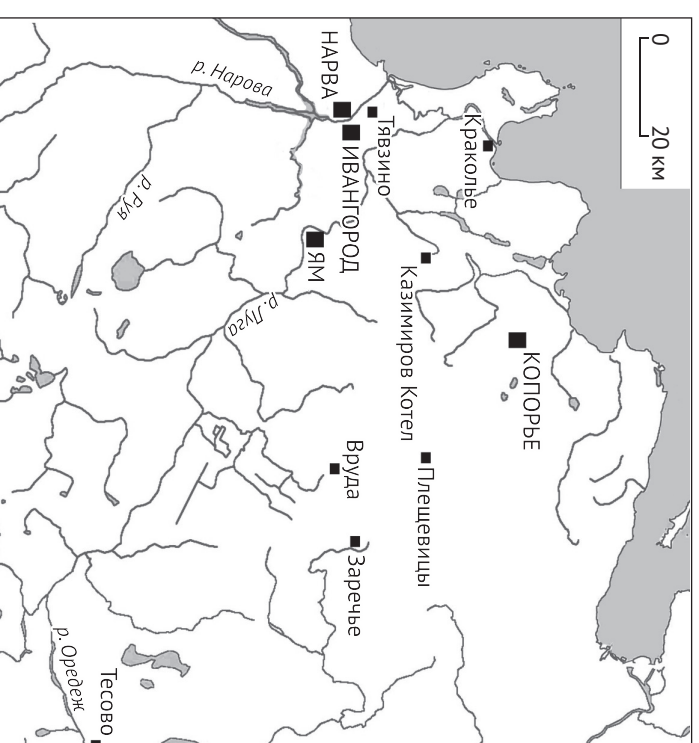 0 20 км
Краколье
КОПОРЬЕ
Казимиров Котел
Плещевицы
НАРВА
Тявзино
ИВАНГОРОД
ЯМ
Вруда
Заречье
р. Нарова
р. Руя
р. Луга
р. Оредеж
Тесово